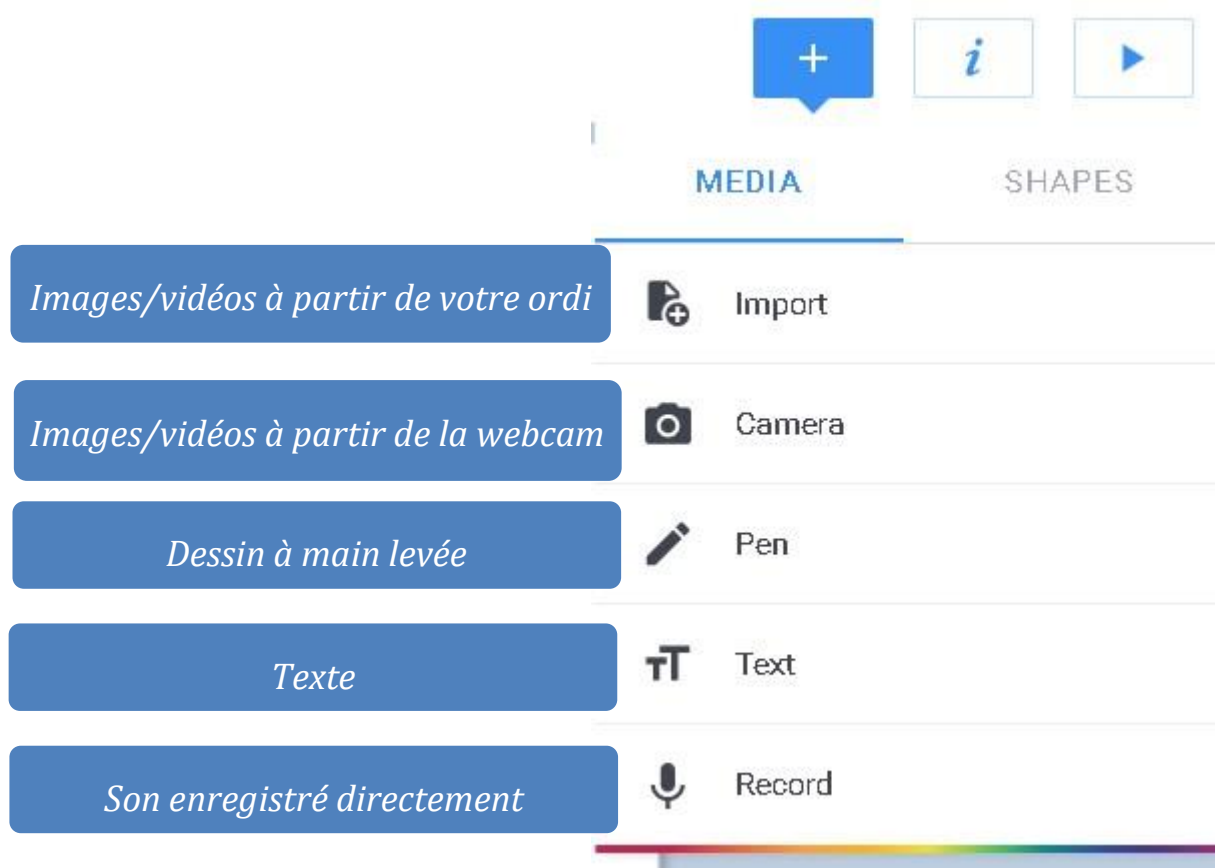 + i
MEDIA SHAPES
Images/vidéos à partir de votre ordi Import
Images/vidéos à partir de la webcam Camera
Dessin à main levée Pen
Texte TT Text
Son enregistré directement Record